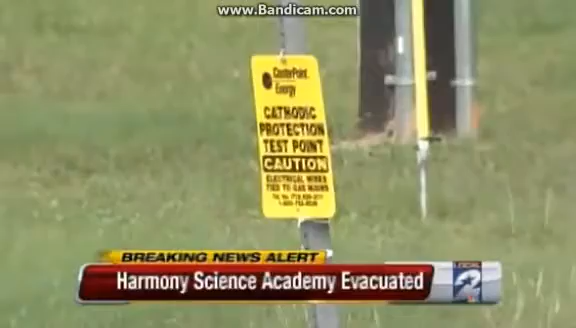 www.Bandicam.com
CenterPoint
Energy
CATHODIC
PROTECTION
TEST POINT
CAUTION
ELECTRICAL WIRES
TIED TO GAS MAINS
BREAKING NEWS ALERT
Harmony Science Academy Evacuated
LOCAL
2